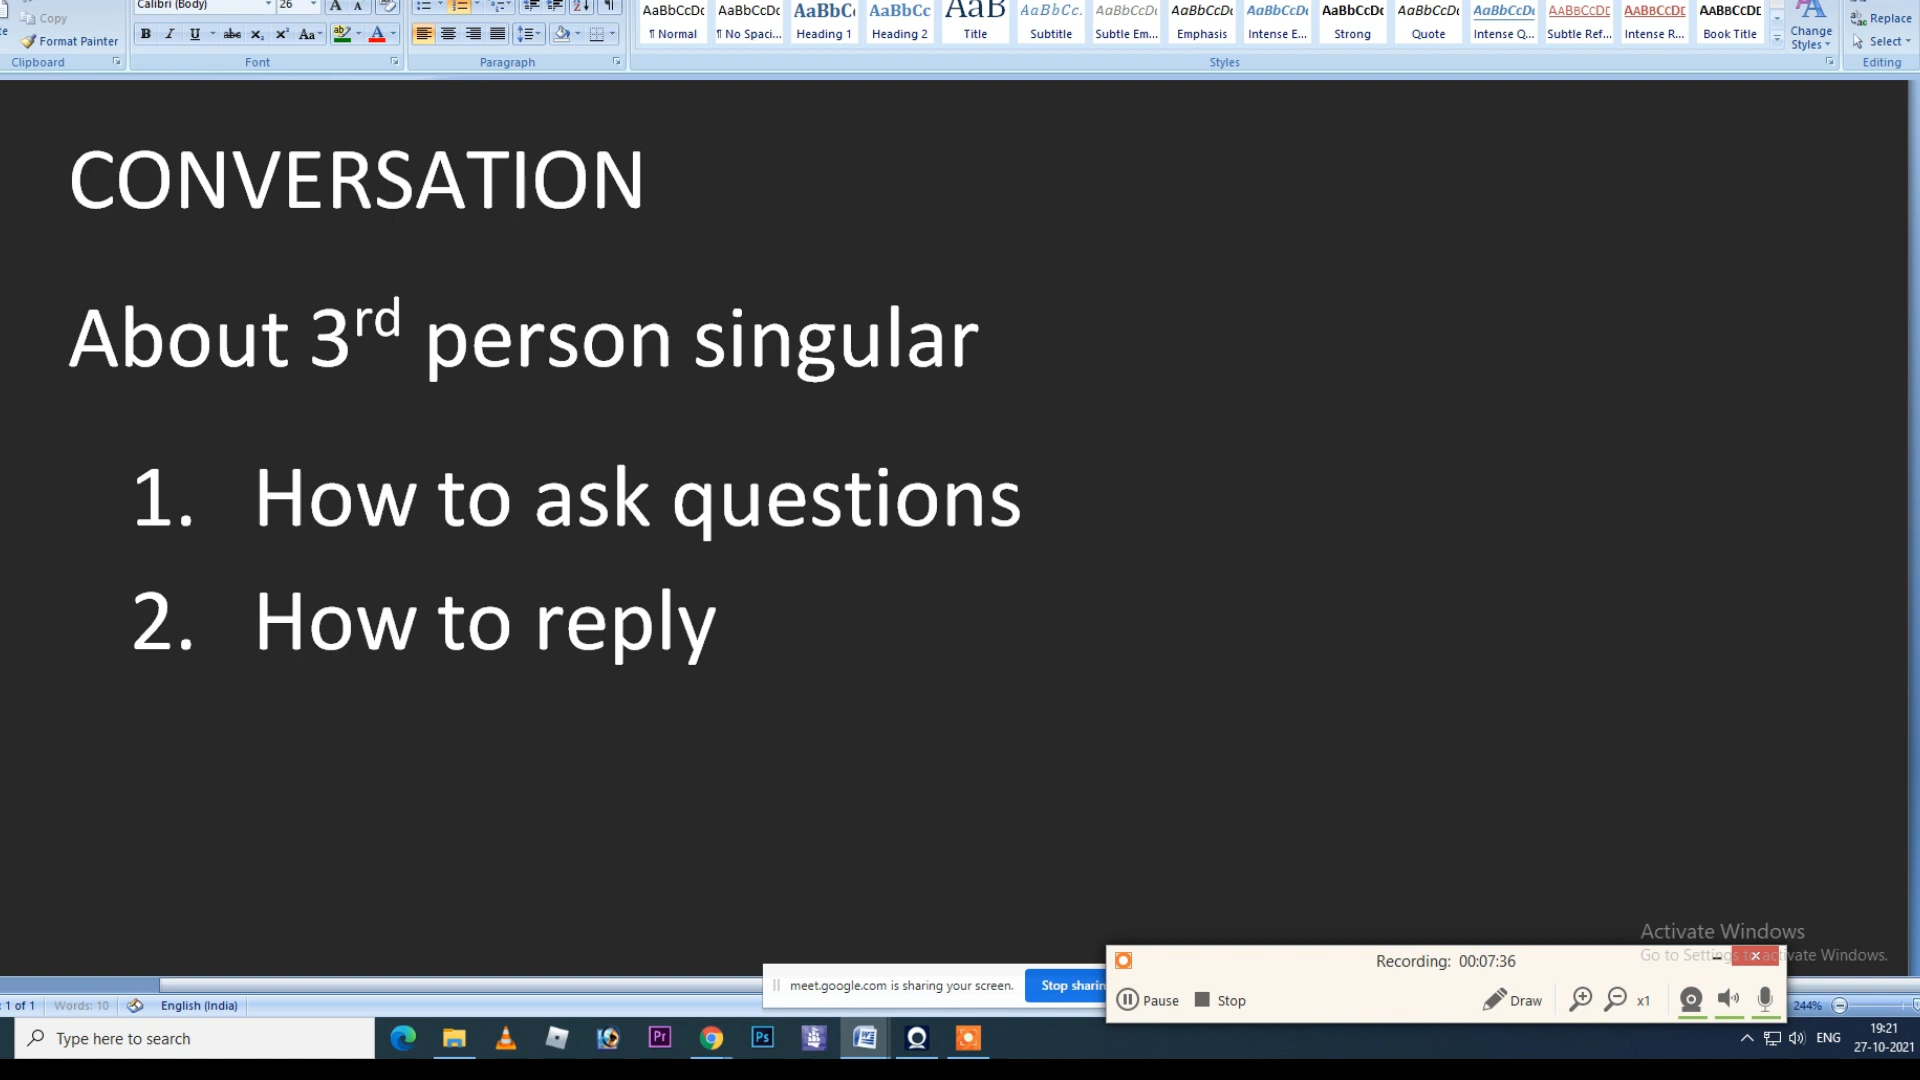 Copy
Format Painter
Clipboard
Calibri (Body)
26
Font
Paragraph
AaBbCcDc AaBbCcDc AaBbC AaBbCc AaB AaBbCc. AaBbCcDc AaBbCcDc AaBbCcDc AaBbCcDc AaBbCcDc AaBbCcDc AABBCCDE AABBCCDE AABBCCDE
¶ Normal ¶ No Spaci... Heading 1 Heading 2 Title Subtitle Subtle Em... Emphasis Intense E... Strong Quote Intense Q... Subtle Ref... Intense R... Book Title
Styles
Change
Styles
Replace
Select
Editing
CONVERSATION
About 3rd person singular
1. How to ask questions
2. How to reply
Activate Windows
Go to Settings to activate Windows.
meet.google.com is sharing your screen.
Stop sharin
Recording: 00:07:36
Pause
Stop
Draw
x1
1 of 1
Words: 10
English (India)
244%
Type here to search
Pr
Ps
ENG
19:21
27-10-2021